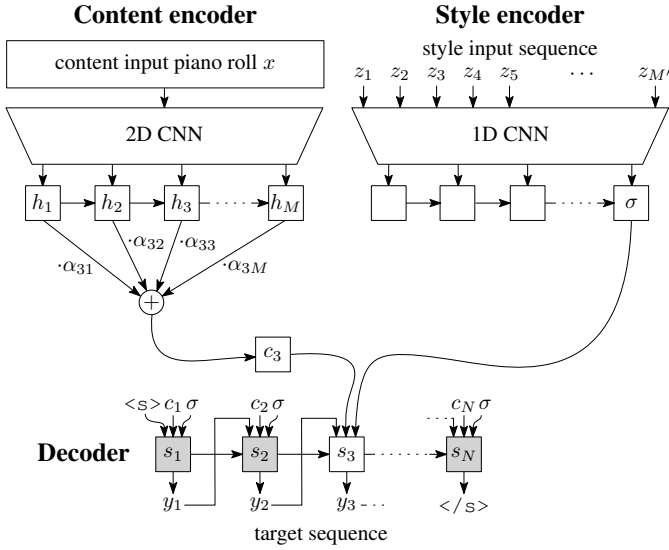 Content encoder
Style encoder
content input piano roll x
style input sequence
z1 z2 z3 z4 z5 ... zM′
2D CNN
1D CNN
h1 h2 h3 hM
σ
·α31 ·α32 ·α33 ·α3M
+
c3
<s> c1 σ c2 σ cN σ
Decoder
s1 s2 s3 sN
y1 y2 y3 </s>
target sequence